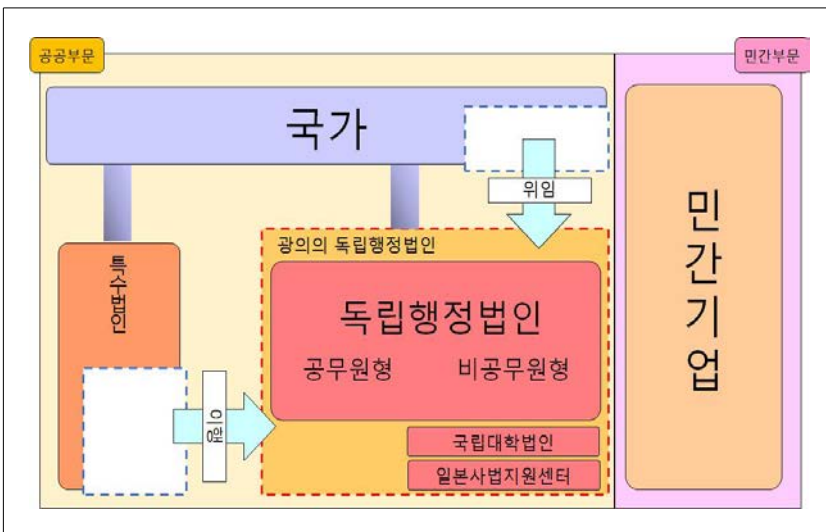 공공부문
민간부문
국가
위임
특수법인
광의의 독립행정법인
독립행정법인
공무원형
비공무원형
이행
국립대학법인
일본사법지원센터
민간기업